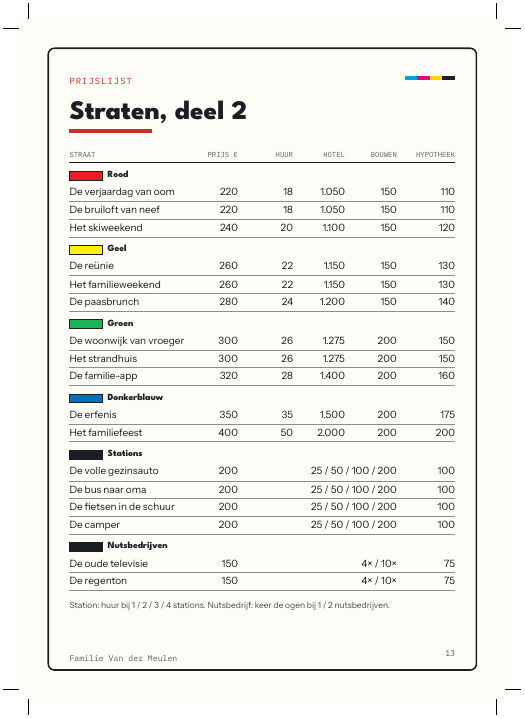 PRIJSLIJST
Straten, deel 2
STRAAT PRIJS € HUUR HOTEL BOUWEN HYPOTHEEK
Rood
De verjaardag van oom 220 18 1.050 150 110
De bruiloft van neef 220 18 1.050 150 110
Het skiweekend 240 20 1.100 150 120
Geel
De reünie 260 22 1.150 150 130
Het familieweekend 260 22 1.150 150 130
De paasbrunch 280 24 1.200 150 140
Groen
De woonwijk van vroeger 300 26 1.275 200 150
Het strandhuis 300 26 1.275 200 150
De familie-app 320 28 1.400 200 160
Donkerblauw
De erfenis 350 35 1.500 200 175
Het familiefeest 400 50 2.000 200 200
Stations
De volle gezinsauto 200 25 / 50 / 100 / 200 100
De bus naar oma 200 25 / 50 / 100 / 200 100
De fietsen in de schuur 200 25 / 50 / 100 / 200 100
De camper 200 25 / 50 / 100 / 200 100
Nutsbedrijven
De oude televisie 150 4× / 10× 75
De regenton 150 4× / 10× 75
Station: huur bij 1 / 2 / 3 / 4 stations. Nutsbedrijf: keer de ogen bij 1 / 2 nutsbedrijven.
Familie Van der Meulen 13